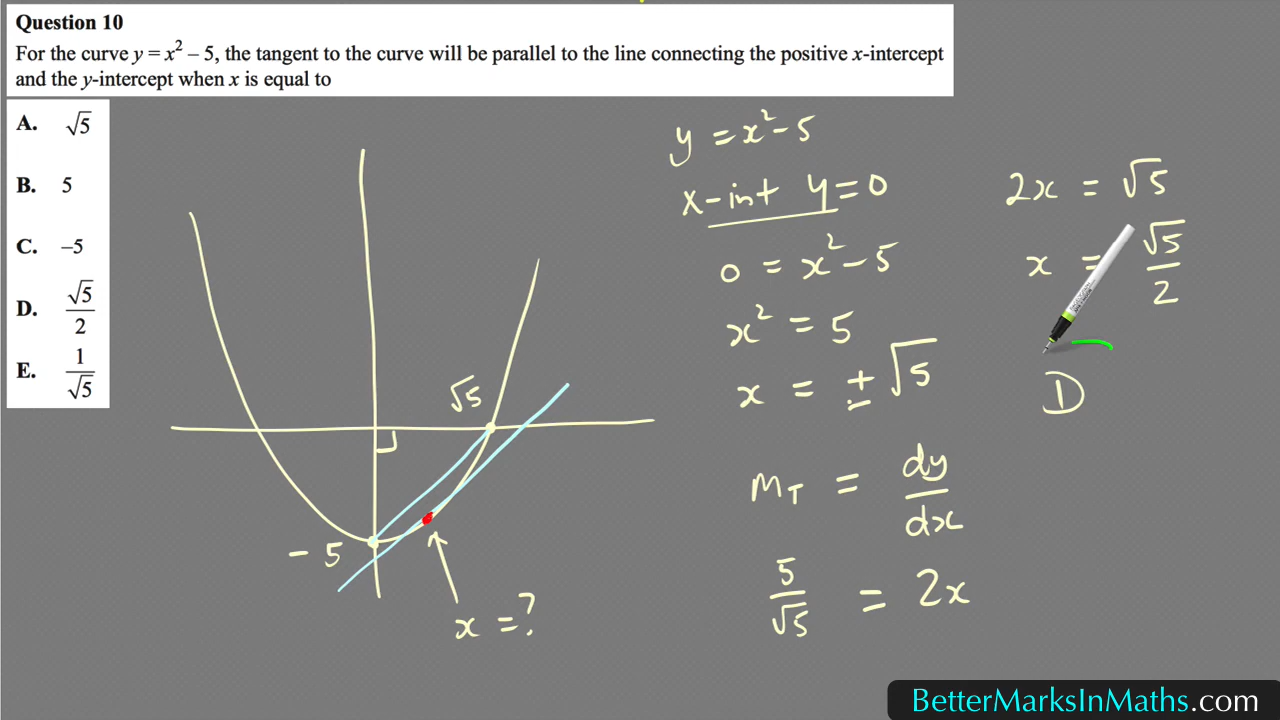 Question 10
For the curve y = x² – 5, the tangent to the curve will be parallel to the line connecting the positive x-intercept
and the y-intercept when x is equal to
A. √5
B. 5
C. –5
D. √5/2
E. 1/√5
√5
– 5
x = ?
y = x² – 5
x-int y = 0
0 = x² – 5
x² = 5
x = ± √5
m_T = dy/dx
5/√5 = 2x
2x = √5
x = √5/2
D
BetterMarksInMaths.com